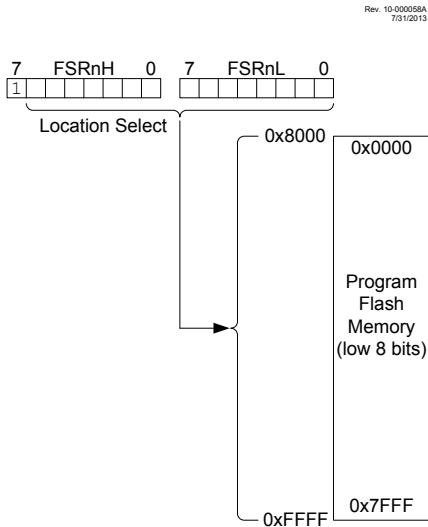 Rev. 10-000058A
7/31/2013
7 FSRnH 0 7 FSRnL 0
1
Location Select
0x8000
0x0000
Program
Flash
Memory
(low 8 bits)
0x7FFF
0xFFFF